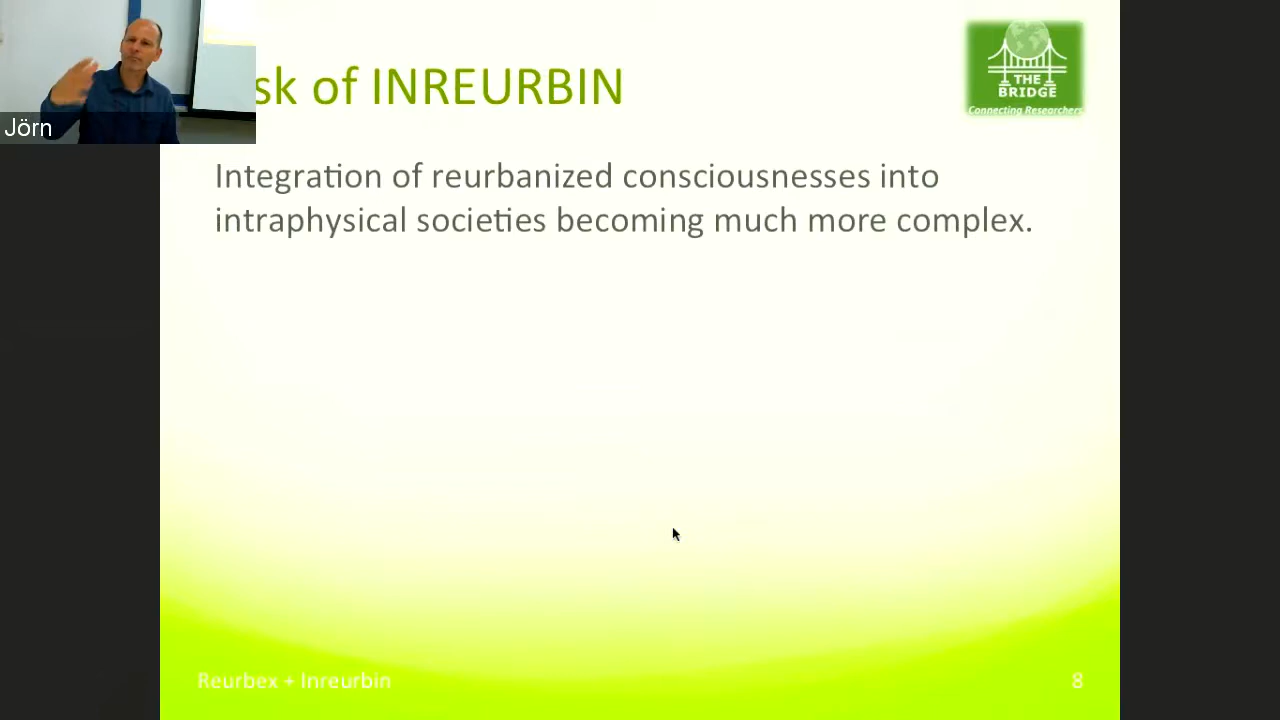 Jörn
sk of INREURBIN
THE
BRIDGE
Connecting Researchers
Integration of reurbanized consciousnesses into
intraphysical societies becoming much more complex.
Reurbex + Inreurbin
8